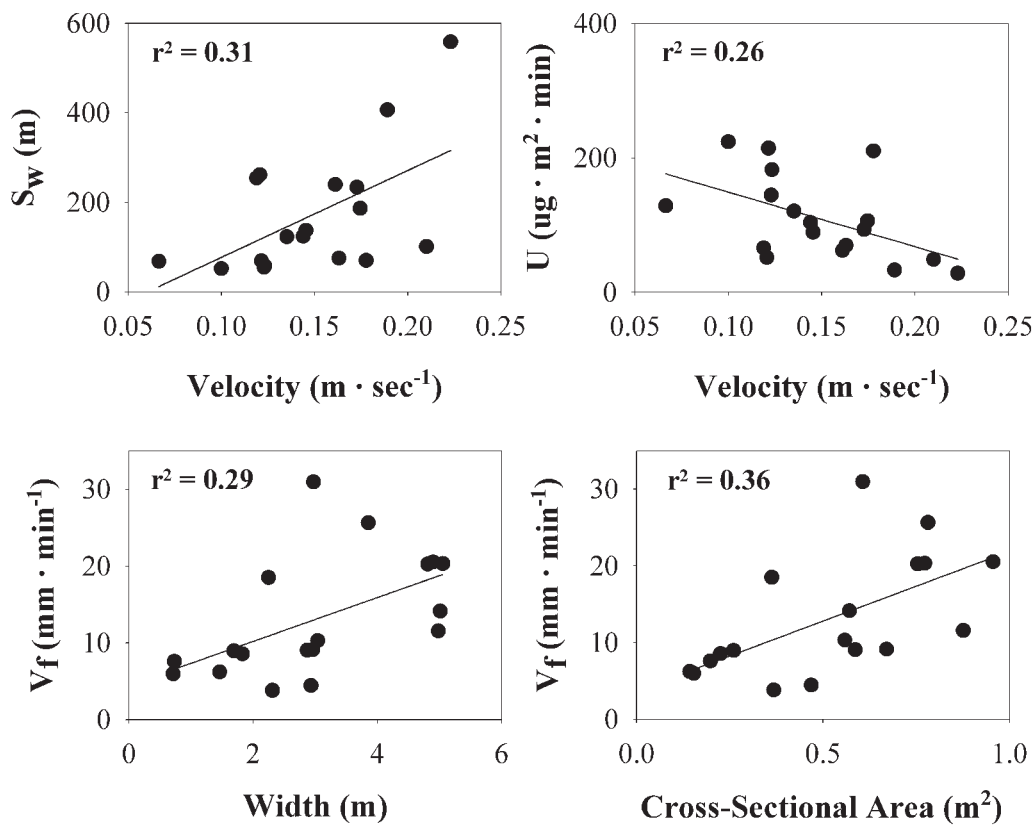 r² = 0.31
S_w (m)
600
400
200
0
0.05 0.10 0.15 0.20 0.25
Velocity (m · sec⁻¹)
r² = 0.26
U (ug · m² · min)
400
200
0
0.05 0.10 0.15 0.20 0.25
Velocity (m · sec⁻¹)
r² = 0.29
V_f (mm · min⁻¹)
30
20
10
0
0 2 4 6
Width (m)
r² = 0.36
V_f (mm · min⁻¹)
30
20
10
0
0.0 0.5 1.0
Cross-Sectional Area (m²)